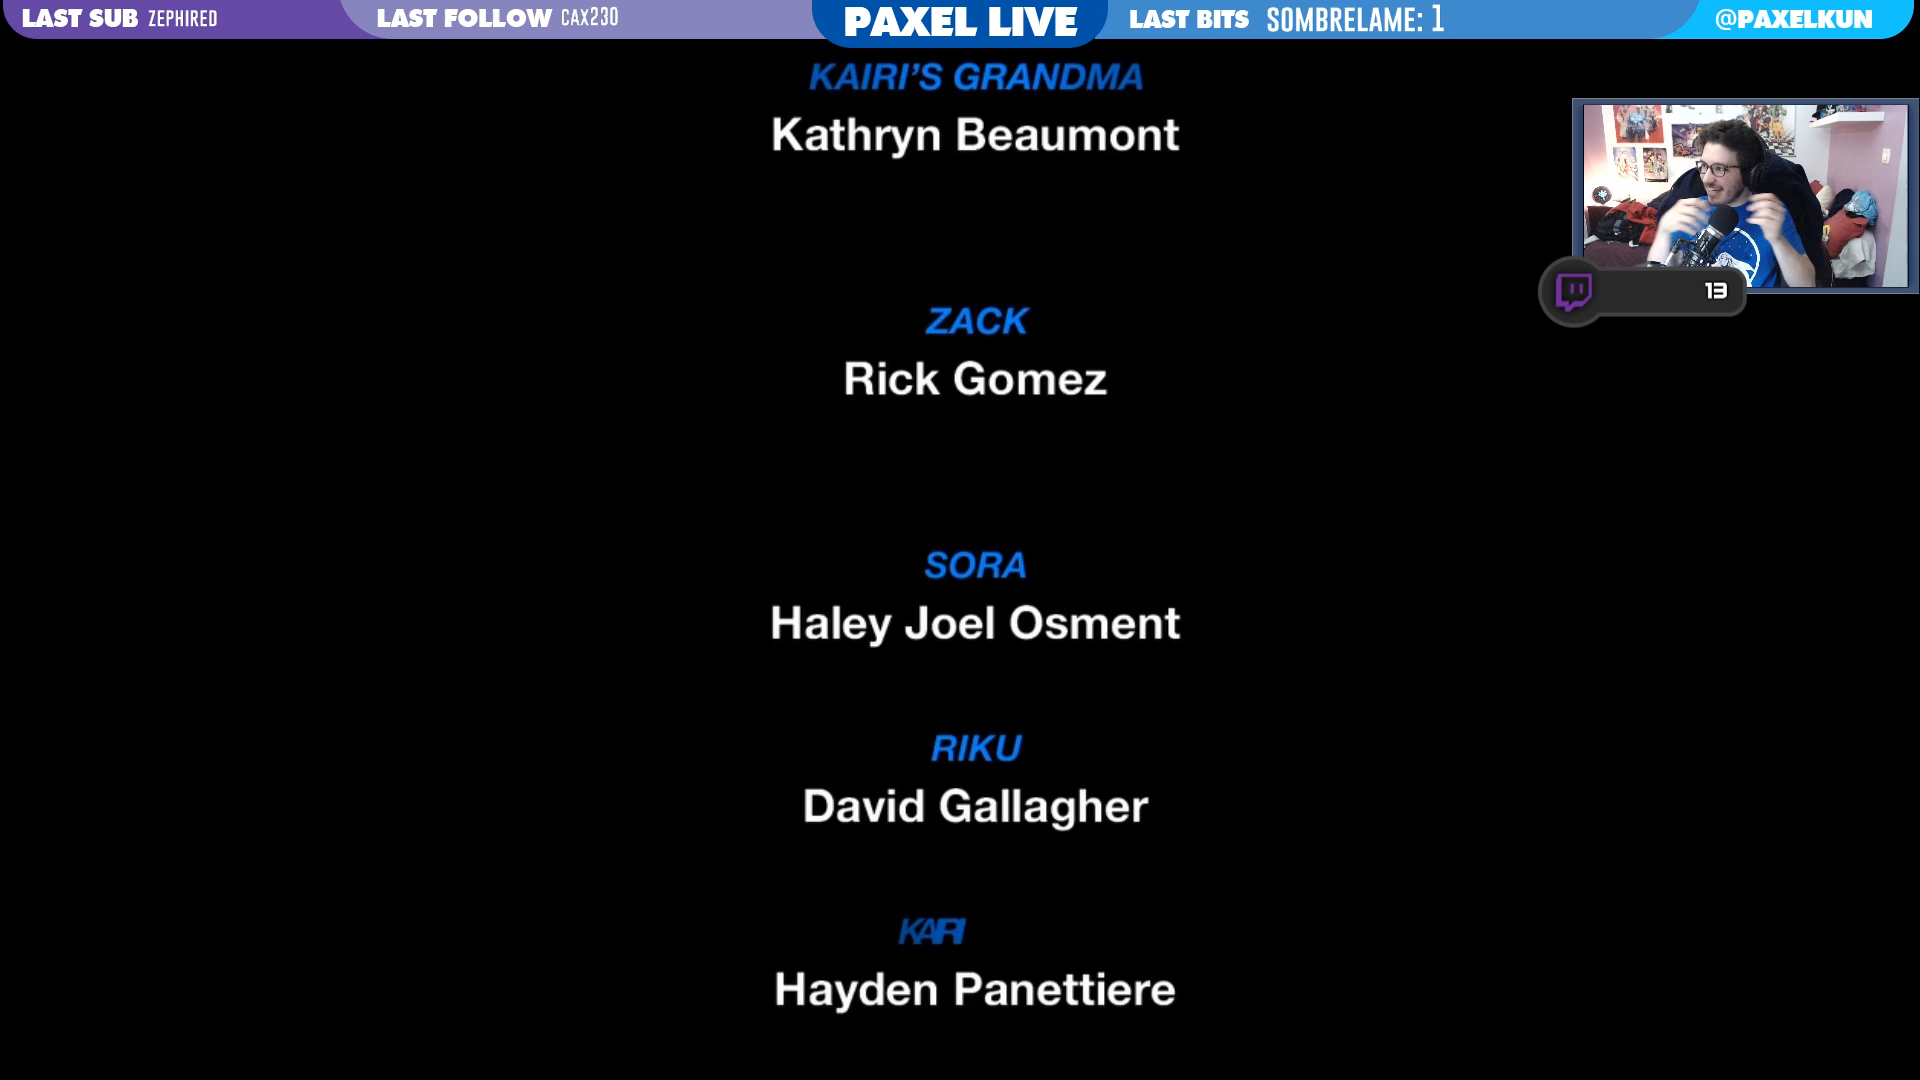 LAST SUB ZEPHIRED
LAST FOLLOW CAX230
PAXEL LIVE
LAST BITS SOMBRELAME: 1
@PAXELKUN
KAIRI'S GRANDMA
Kathryn Beaumont
13
ZACK
Rick Gomez
SORA
Haley Joel Osment
RIKU
David Gallagher
KAIRI
Hayden Panettiere